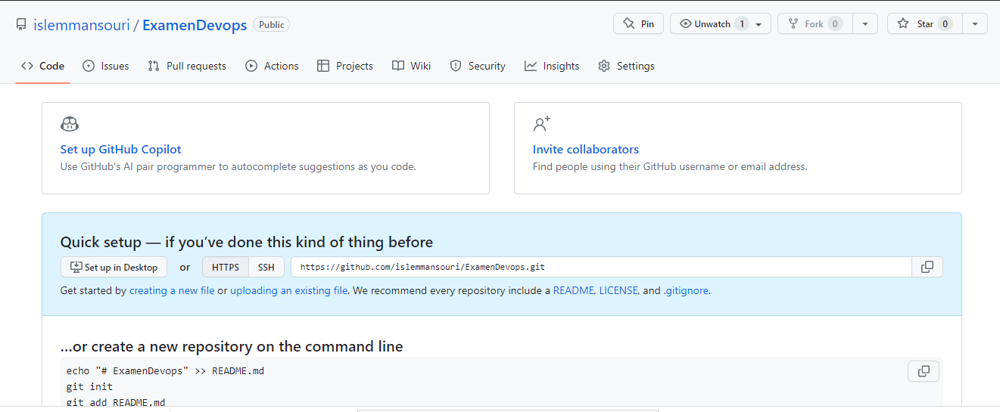 islemmansouri / ExamenDevops Public Pin Unwatch 1 Fork 0 Star 0
Code Issues Pull requests Actions Projects Wiki Security Insights Settings
Set up GitHub Copilot
Use GitHub's AI pair programmer to autocomplete suggestions as you code.
Invite collaborators
Find people using their GitHub username or email address.
Quick setup — if you’ve done this kind of thing before
Set up in Desktop or HTTPS SSH https://github.com/islemmansouri/ExamenDevops.git
Get started by creating a new file or uploading an existing file. We recommend every repository include a README, LICENSE, and .gitignore.
…or create a new repository on the command line
echo "# ExamenDevops" >> README.md
git init
git add README.md